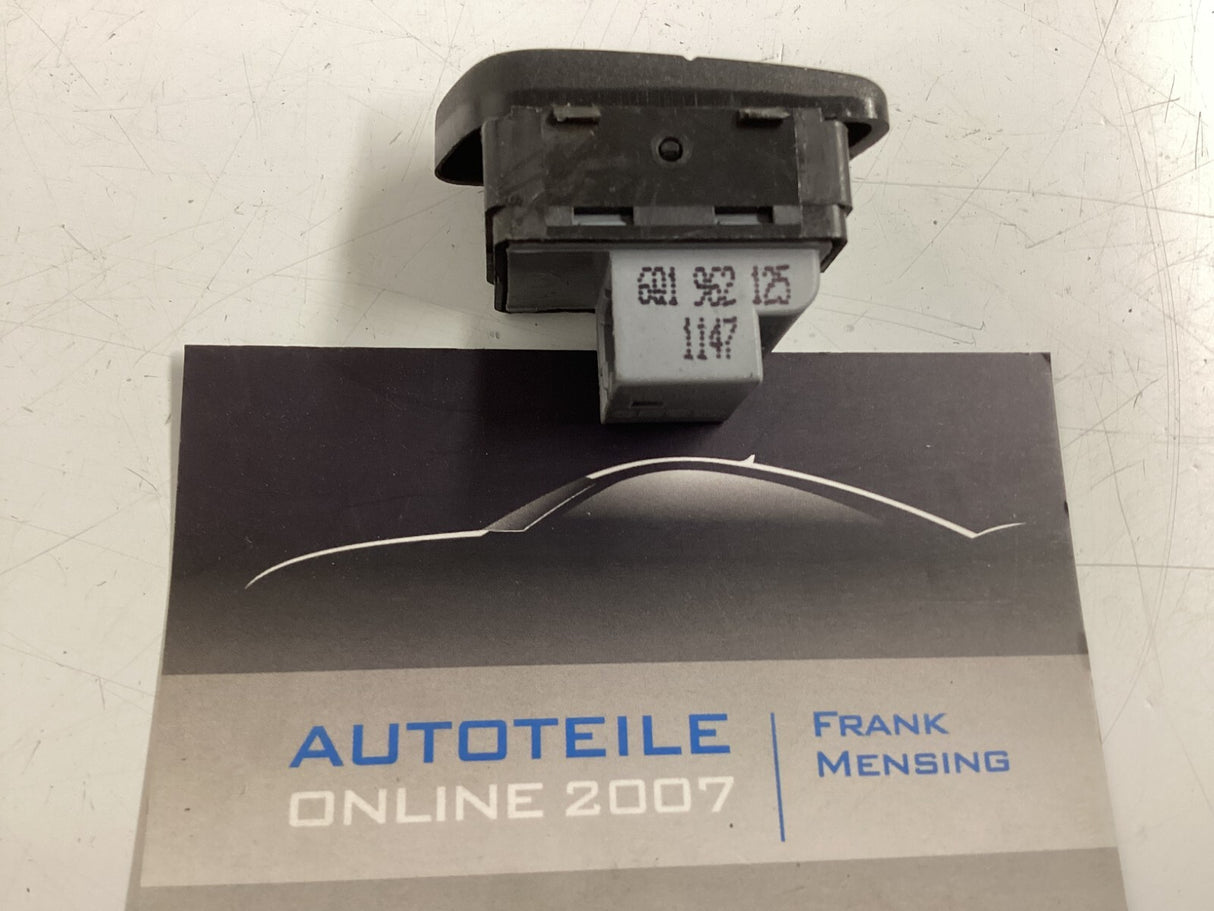 6Q1 962 125
1147
AUTOTEILE
ONLINE 2007
FRANK
MENSING